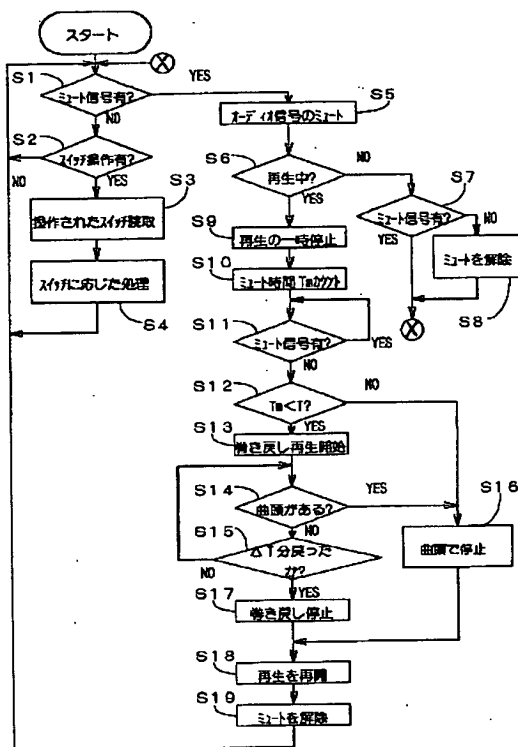 スタート
X
S1
ミュート信号有?
YES
NO
S2
スイッチ操作有?
NO
YES
S3
操作されたスイッチ読取
スイッチに応じた処理
S4
S5
オーディオ信号のミュート
S6
再生中?
NO
YES
S7
ミュート信号有?
YES
NO
ミュートを解除
S8
X
S9
再生の一時停止
S10
ミュート時間 Tmカウント
S11
ミュート信号有?
YES
NO
S12
Tm<T?
NO
YES
S13
巻き戻し再生開始
S14
曲頭がある?
YES
NO
S15
ΔT分戻った
か?
NO
YES
S16
曲頭で停止
S17
巻き戻し停止
S18
再生を再開
S19
ミュートを解除